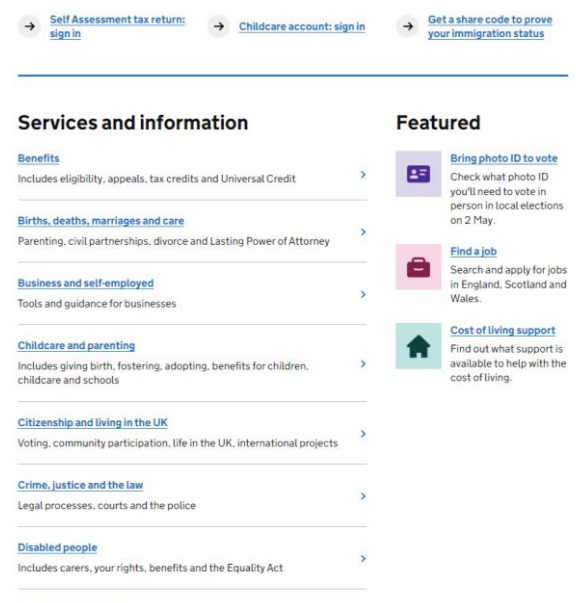 Self Assessment tax return:
sign in
Childcare account: sign in
Get a share code to prove
your immigration status
Services and information
Benefits
Includes eligibility, appeals, tax credits and Universal Credit
Births, deaths, marriages and care
Parenting, civil partnerships, divorce and Lasting Power of Attorney
Business and self-employed
Tools and guidance for businesses
Childcare and parenting
Includes giving birth, fostering, adopting, benefits for children,
childcare and schools
Citizenship and living in the UK
Voting, community participation, life in the UK, international projects
Crime, justice and the law
Legal processes, courts and the police
Disabled people
Includes carers, your rights, benefits and the Equality Act
Featured
Bring photo ID to vote
Check what photo ID
you'll need to vote in
person in local elections
on 2 May.
Find a job
Search and apply for jobs
in England, Scotland and
Wales.
Cost of living support
Find out what support is
available to help with the
cost of living.